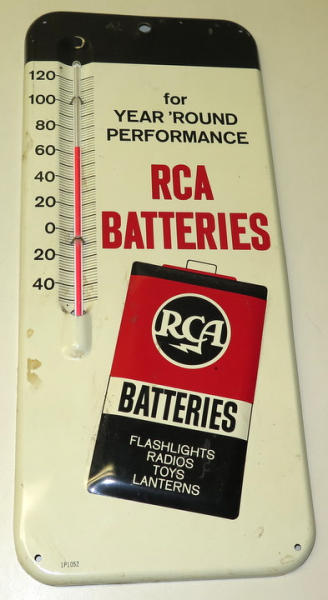 for
YEAR 'ROUND
PERFORMANCE
RCA
BATTERIES
120
100
80
60
40
20
0
20
40
RCA
BATTERIES
FLASHLIGHTS
RADIOS
TOYS
LANTERNS
1P1052